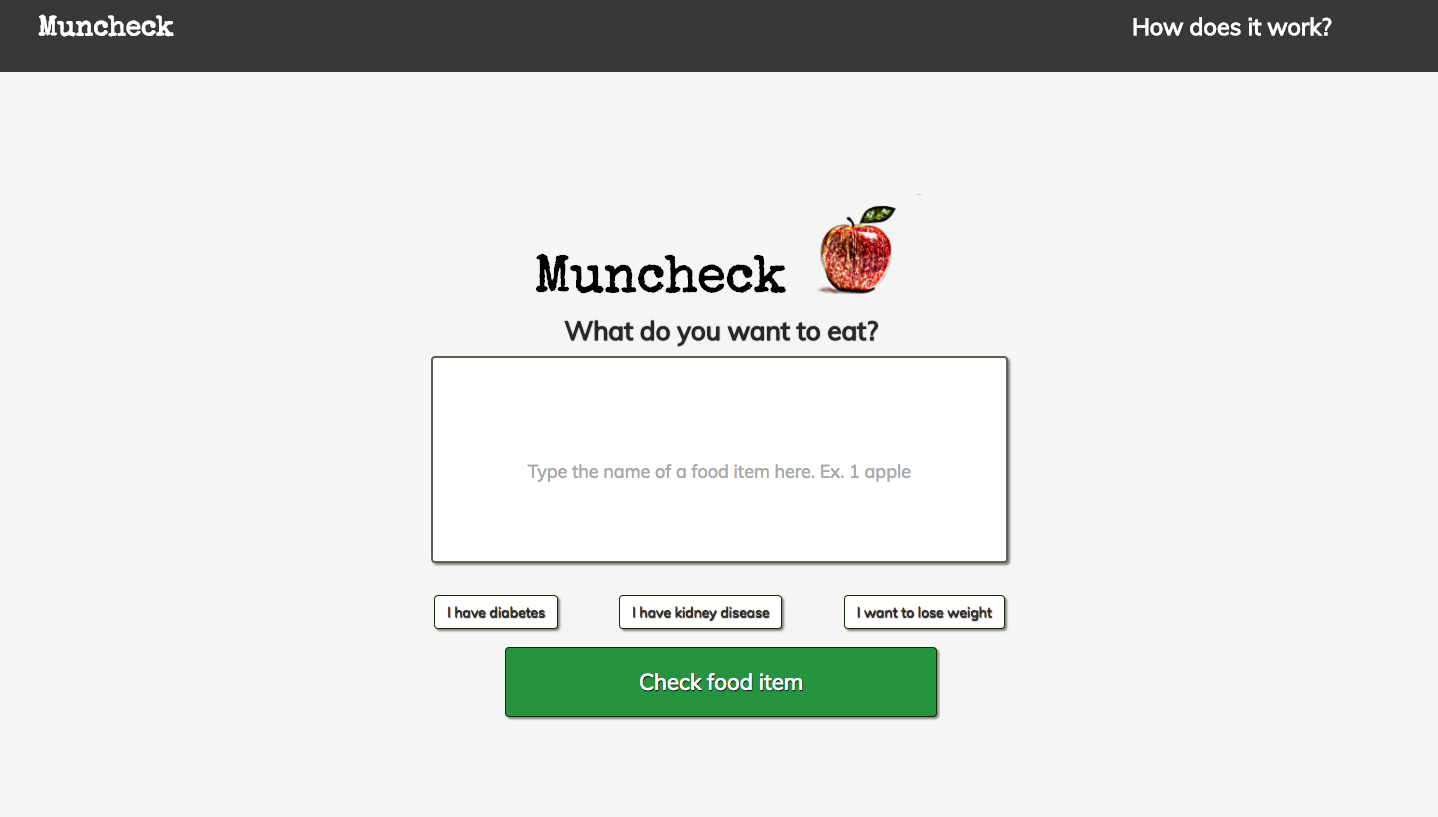 Muncheck
How does it work?
Muncheck
What do you want to eat?
Type the name of a food item here. Ex. 1 apple
I have diabetes
I have kidney disease
I want to lose weight
Check food item